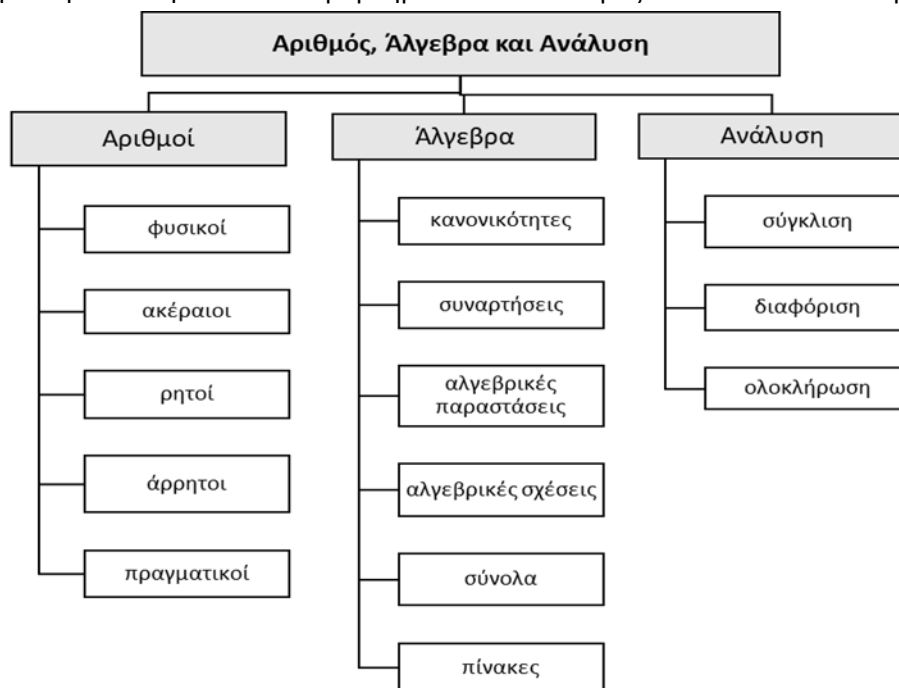 Αριθμός, Άλγεβρα και Ανάλυση
Αριθμοί
φυσικοί
ακέραιοι
ρητοί
άρρητοι
πραγματικοί
Άλγεβρα
κανονικότητες
συναρτήσεις
αλγεβρικές
παραστάσεις
αλγεβρικές σχέσεις
σύνολα
πίνακες
Ανάλυση
σύγκλιση
διαφόριση
ολοκλήρωση